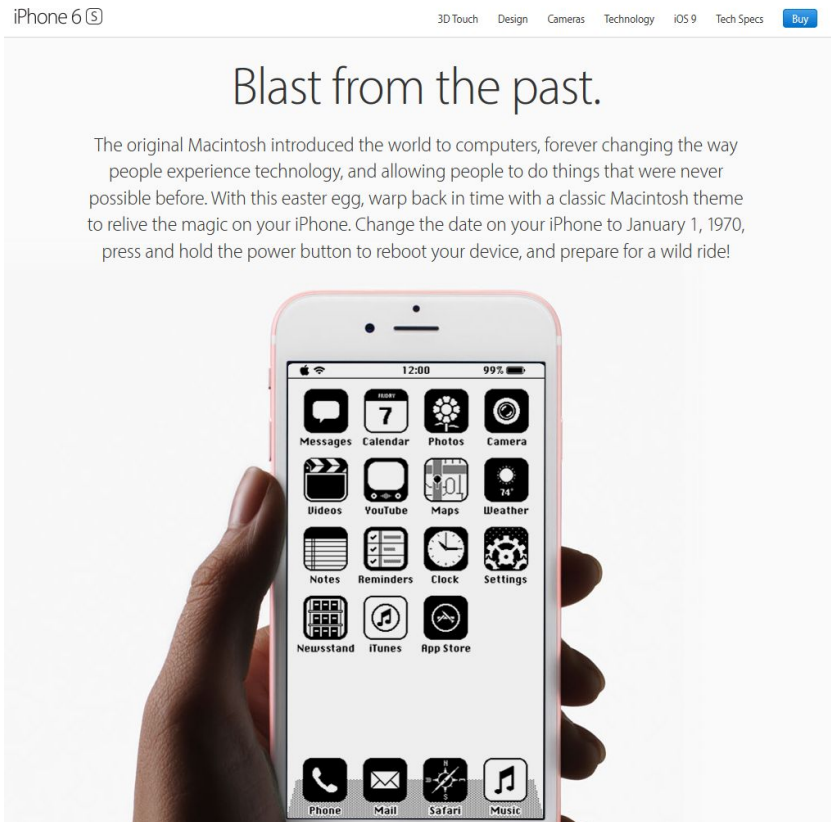 iPhone 6 S
3D Touch Design Cameras Technology iOS 9 Tech Specs Buy
Blast from the past.
The original Macintosh introduced the world to computers, forever changing the way
people experience technology, and allowing people to do things that were never
possible before. With this easter egg, warp back in time with a classic Macintosh theme
to relive the magic on your iPhone. Change the date on your iPhone to January 1, 1970,
press and hold the power button to reboot your device, and prepare for a wild ride!
12:00 99%
FRIDAY
7
74°
Messages Calendar Photos Camera
Videos YouTube Maps Weather
Notes Reminders Clock Settings
Newsstand iTunes App Store
N
S
Phone Mail Safari Music